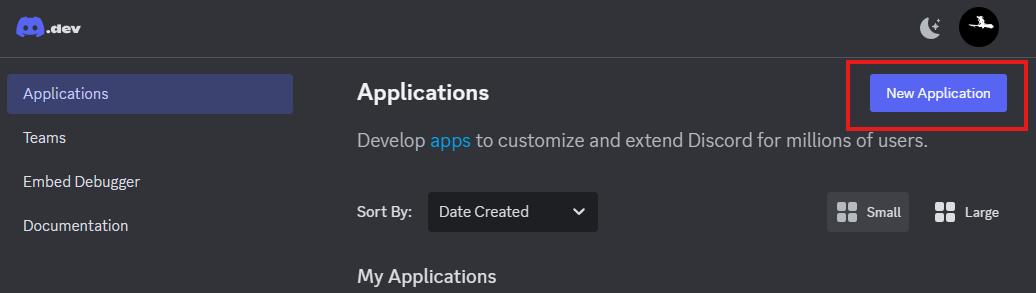 .dev
Applications
Teams
Embed Debugger
Documentation
Applications
New Application
Develop apps to customize and extend Discord for millions of users.
Sort By: Date Created Small Large
My Applications